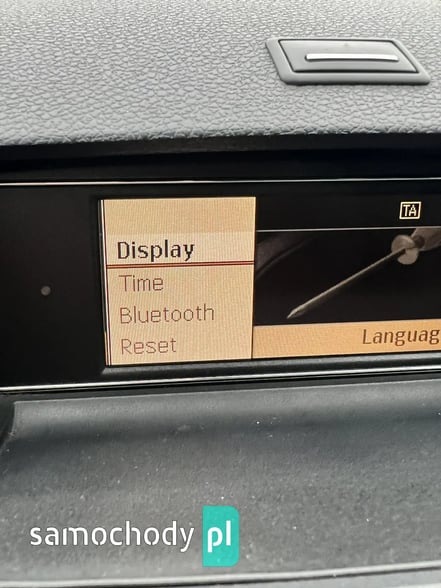 TA
Display
Time
Bluetooth
Reset
Languag
samochody pl